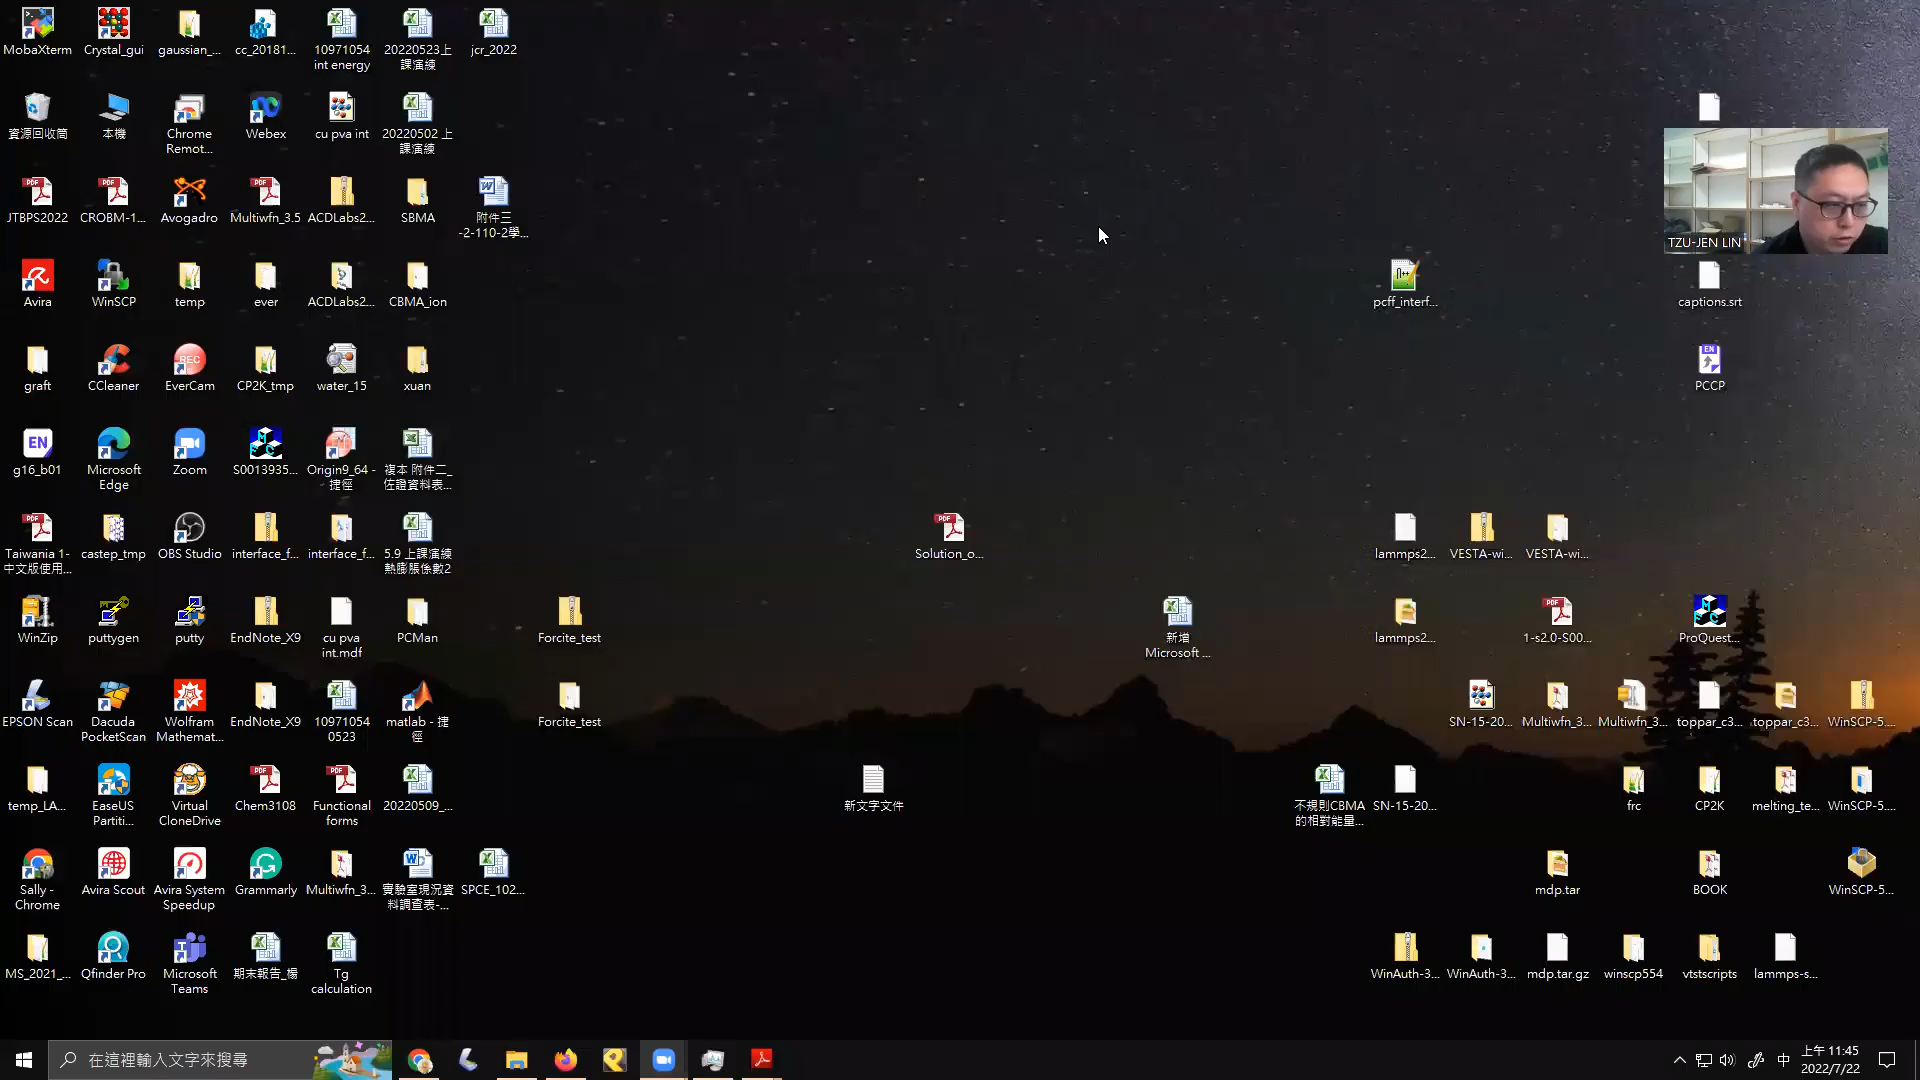 MobaXterm
Crystal_gui
gaussian_...
cc_20181...
10971054
int energy
20220523上
課演練
jcr_2022
資源回收筒
本機
Chrome
Remot...
Webex
cu pva int
20220502 上
課演練
JTBPS2022
CROBM-1...
Avogadro
Multiwfn_3.5
ACDLabs2...
SBMA
附件三
-2-110-2學...
TZU-JEN LIN
Avira
WinSCP
temp
ever
ACDLabs2...
CBMA_ion
pcff_interf...
captions.srt
graft
CCleaner
EverCam
CP2K_tmp
water_15
xuan
PCCP
g16_b01
Microsoft
Edge
Zoom
S0013935...
Origin9_64 -
捷徑
複本 附件二_
佐證資料表...
Taiwania 1-
中文版使用...
castep_tmp
OBS Studio
interface_f...
interface_f...
5.9 上課演練
熱膨脹係數2
Solution_o...
lammps2...
VESTA-wi...
VESTA-wi...
WinZip
puttygen
putty
EndNote_X9
cu pva
int.mdf
PCMan
Forcite_test
新增
Microsoft ...
lammps2...
1-s2.0-S00...
ProQuest...
EPSON Scan
Dacuda
PocketScan
Wolfram
Mathemat...
EndNote_X9
10971054
0523
matlab - 捷
徑
Forcite_test
SN-15-20...
Multiwfn_3...
Multiwfn_3...
toppar_c3...
toppar_c3...
WinSCP-5...
temp_LA...
EaseUS
Partiti...
Virtual
CloneDrive
Chem3108
Functional
forms
20220509_...
新文字文件
不規則CBMA
的相對能量...
SN-15-20...
frc
CP2K
melting_te...
WinSCP-5...
Sally -
Chrome
Avira Scout
Avira System
Speedup
Grammarly
Multiwfn_3...
實驗室現況資
料調查表-...
SPCE_102...
mdp.tar
BOOK
WinSCP-5...
MS_2021_...
Qfinder Pro
Microsoft
Teams
期末報告_楊
Tg
calculation
WinAuth-3...
WinAuth-3...
mdp.tar.gz
winscp554
vtstscripts
lammps-s...
在這裡輸入文字來搜尋
中
上午 11:45
2022/7/22